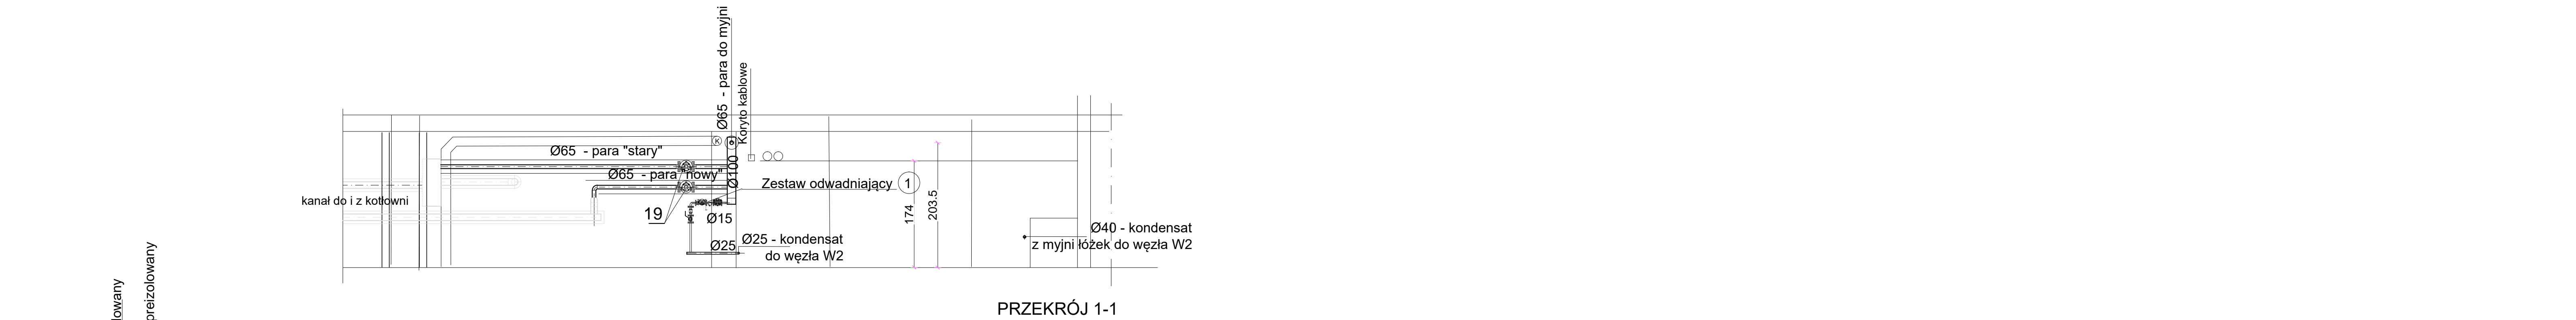 Ø65 - para do myjni
Koryto kablowe
Ø65 - para "stary"
Ø65 - para "nowy"
Ø100
Zestaw odwadniający
1
kanał do i z kotłowni
19
Ø15
174
203.5
Ø25
Ø25 - kondensat
do węzła W2
Ø40 - kondensat
z myjni łóżek do węzła W2
K
lowany
preizolowany
PRZEKRÓJ 1-1